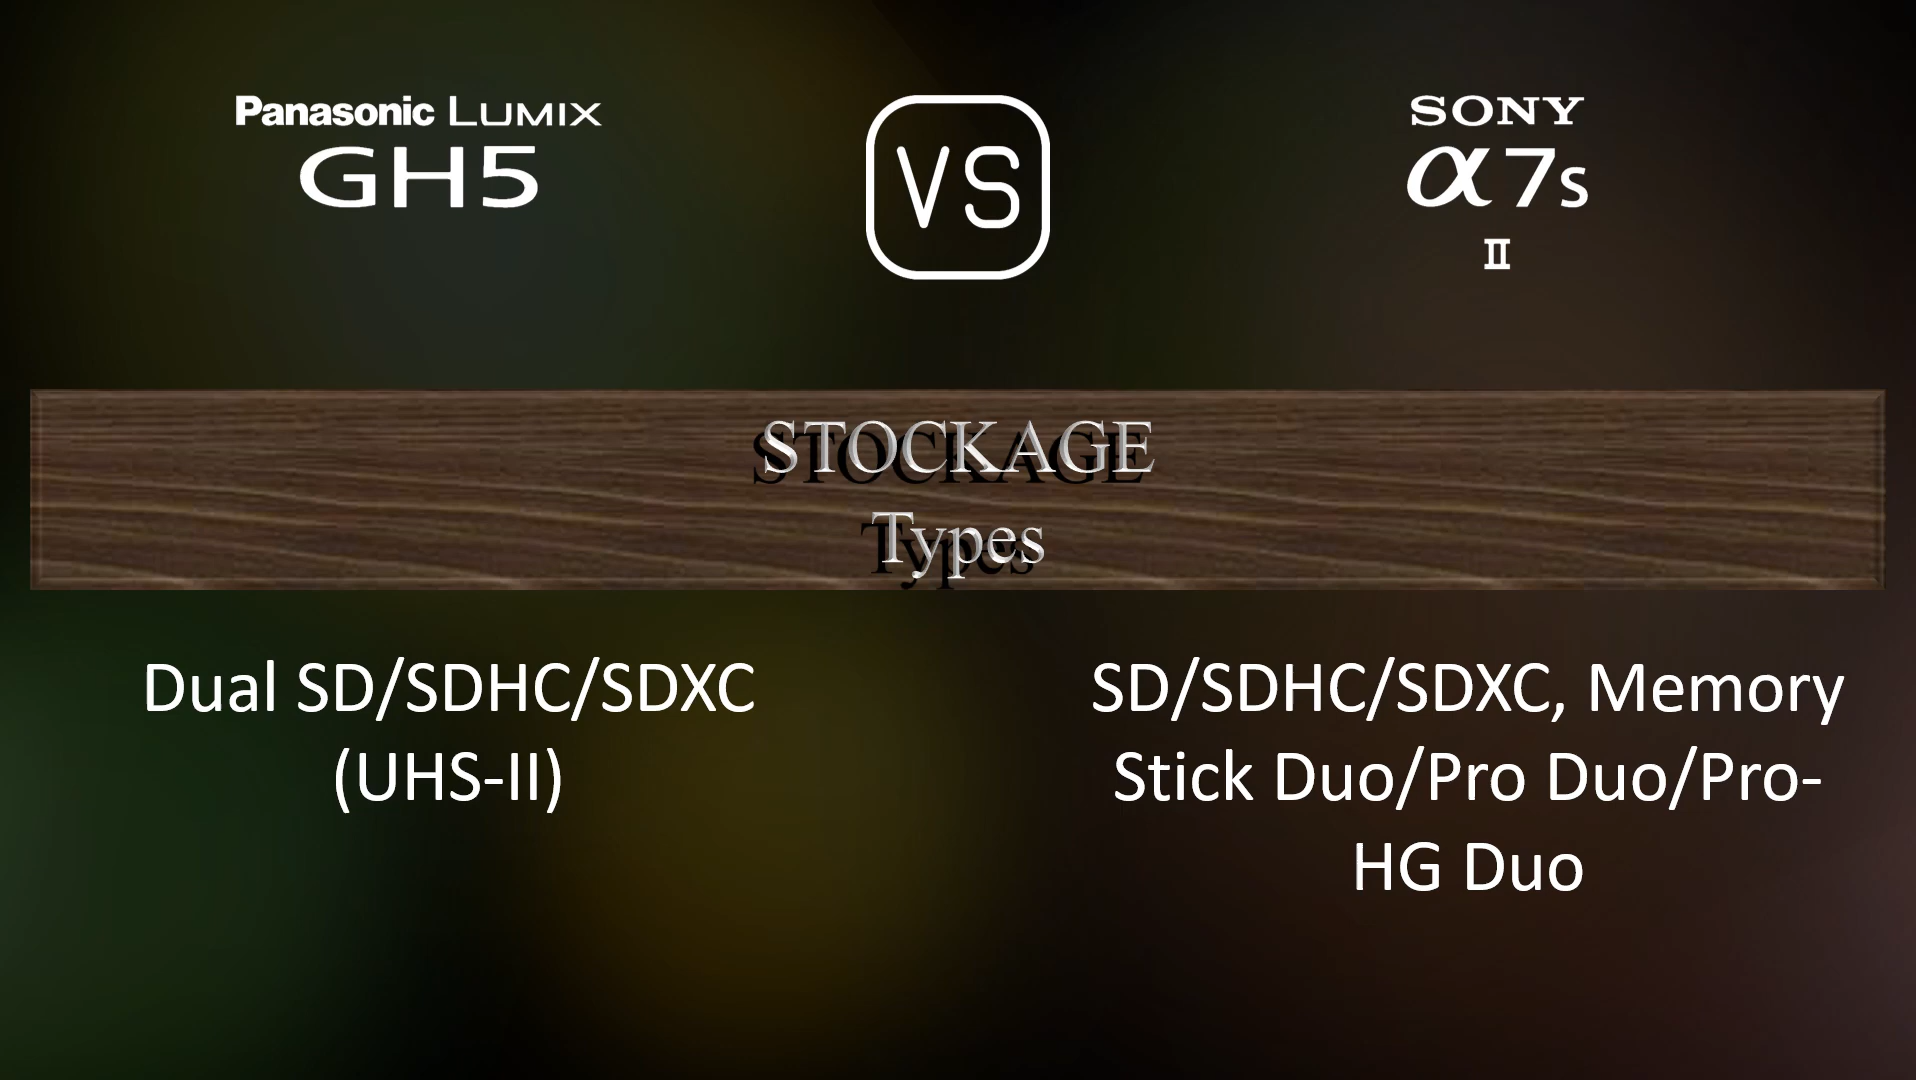 Panasonic LUMIX
GH5
VS
SONY
α7s
II
STOCKAGE
Types
Dual SD/SDHC/SDXC
(UHS-II)
SD/SDHC/SDXC, Memory
Stick Duo/Pro Duo/Pro-
HG Duo